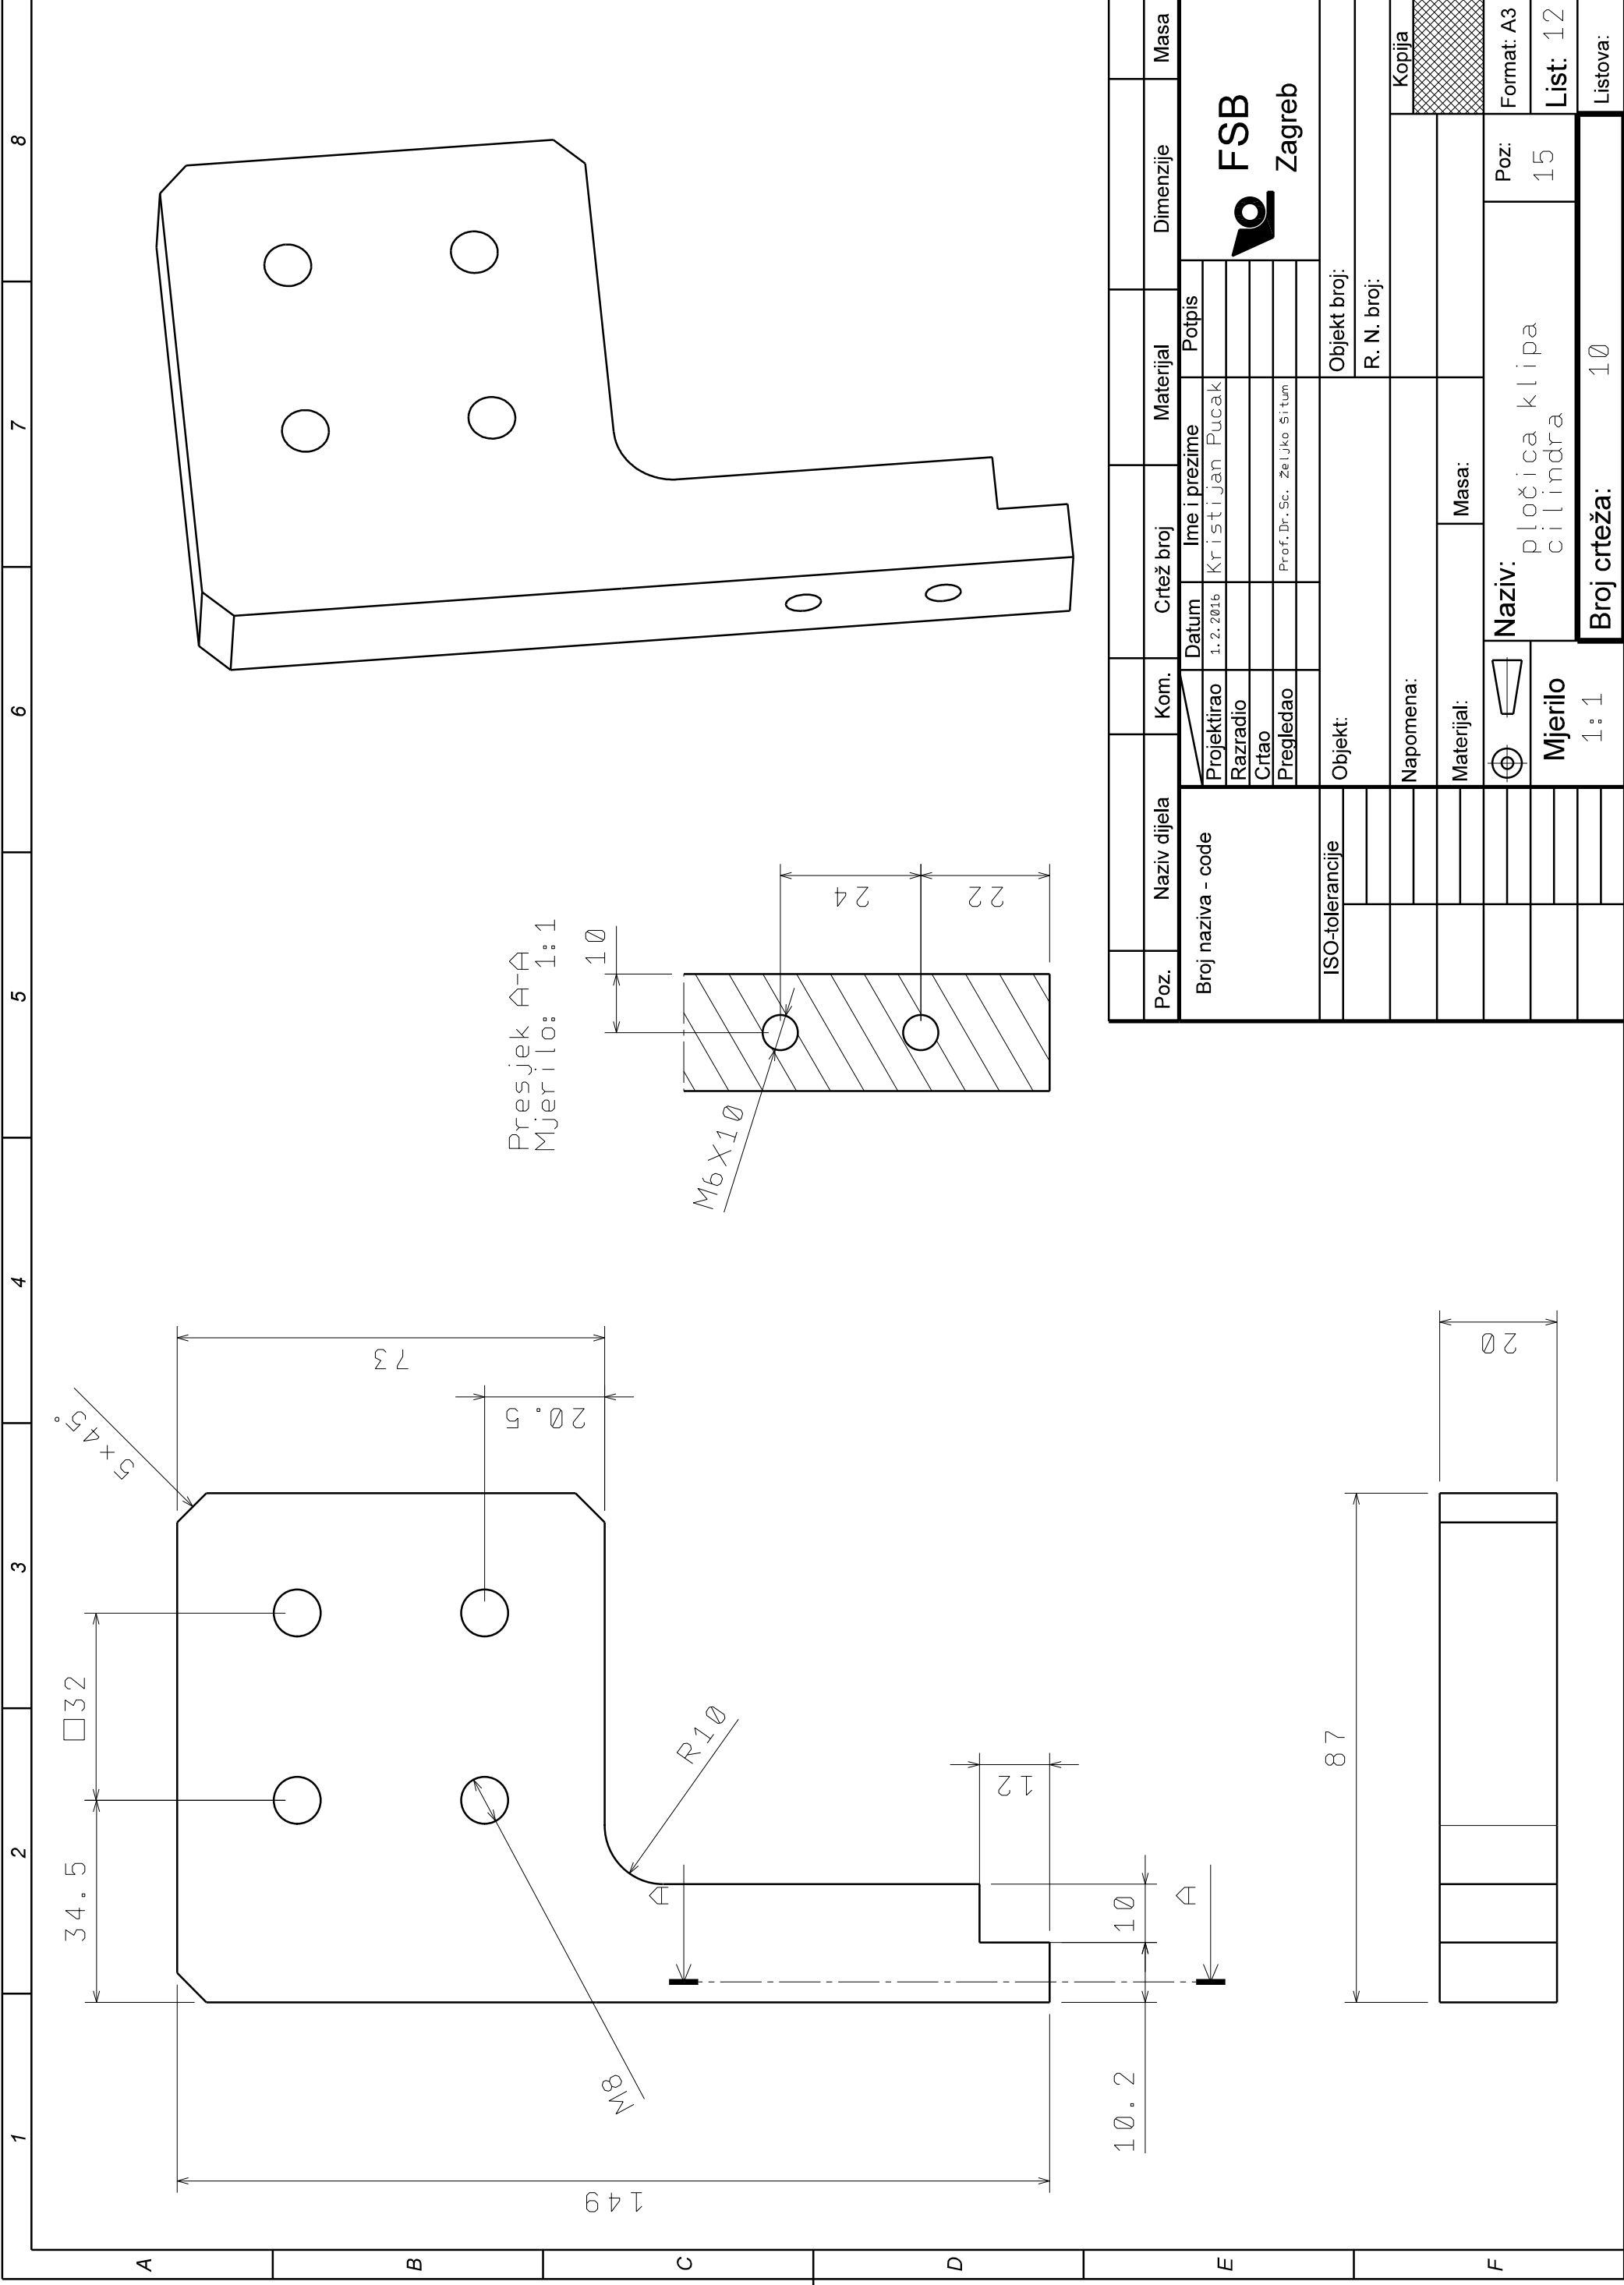 1
2
3
4
5
6
7
8
A
B
C
D
E
F
5×45°
□32
34.5
73
20.5
R10
M8
149
12
10
10.2
A
A
87
20
Presjek A-A
Mjerilo: 1:1
10
M6X10
24
22
Poz.
Naziv dijela
Kom.
Crtež broj
Materijal
Dimenzije
Masa
Broj naziva - code
Datum
Ime i prezime
Potpis
Projektirao
1.2.2016
Kristijan Pucak
Razradio
Crtao
Pregledao
Prof.Dr.Sc. Željko Šitum
FSB
Zagreb
ISO-tolerancije
Objekt:
Objekt broj:
R. N. broj:
Napomena:
Kopija
Materijal:
Masa:
Naziv:
pločica klipa
cilindra
Poz:
15
Format: A3
Mjerilo
1:1
List: 12
Broj crteža: 10
Listova: